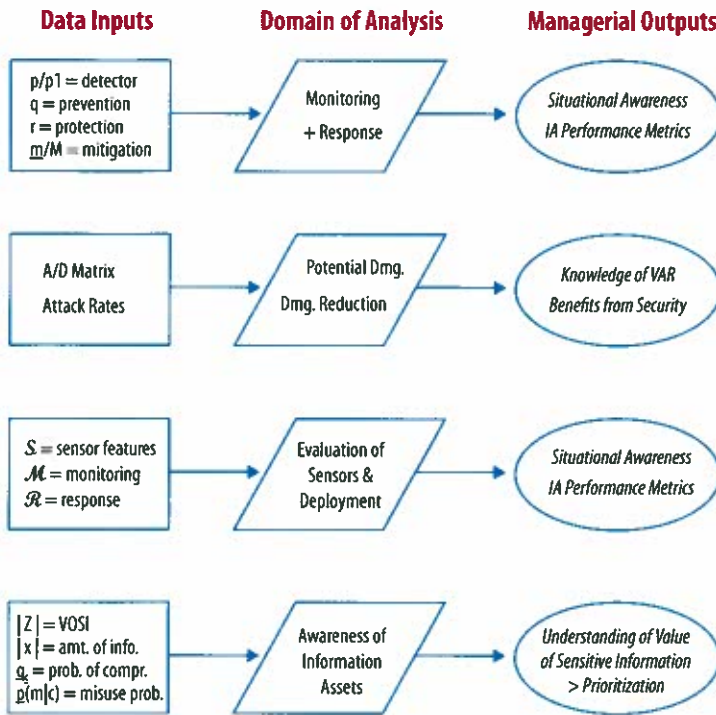 Data Inputs
Domain of Analysis
Managerial Outputs
p/p1 = detector
q = prevention
r = protection
m/M = mitigation
Monitoring
+ Response
Situational Awareness
IA Performance Metrics
A/D Matrix
Attack Rates
Potential Dmg.
Dmg. Reduction
Knowledge of VAR
Benefits from Security
S = sensor features
M = monitoring
R = response
Evaluation of
Sensors &
Deployment
Situational Awareness
IA Performance Metrics
|Z| = VOSI
|x| = amt. of info.
q = prob. of compr.
p(m|c) = misuse prob.
Awareness of
Information
Assets
Understanding of Value
of Sensitive Information
> Prioritization